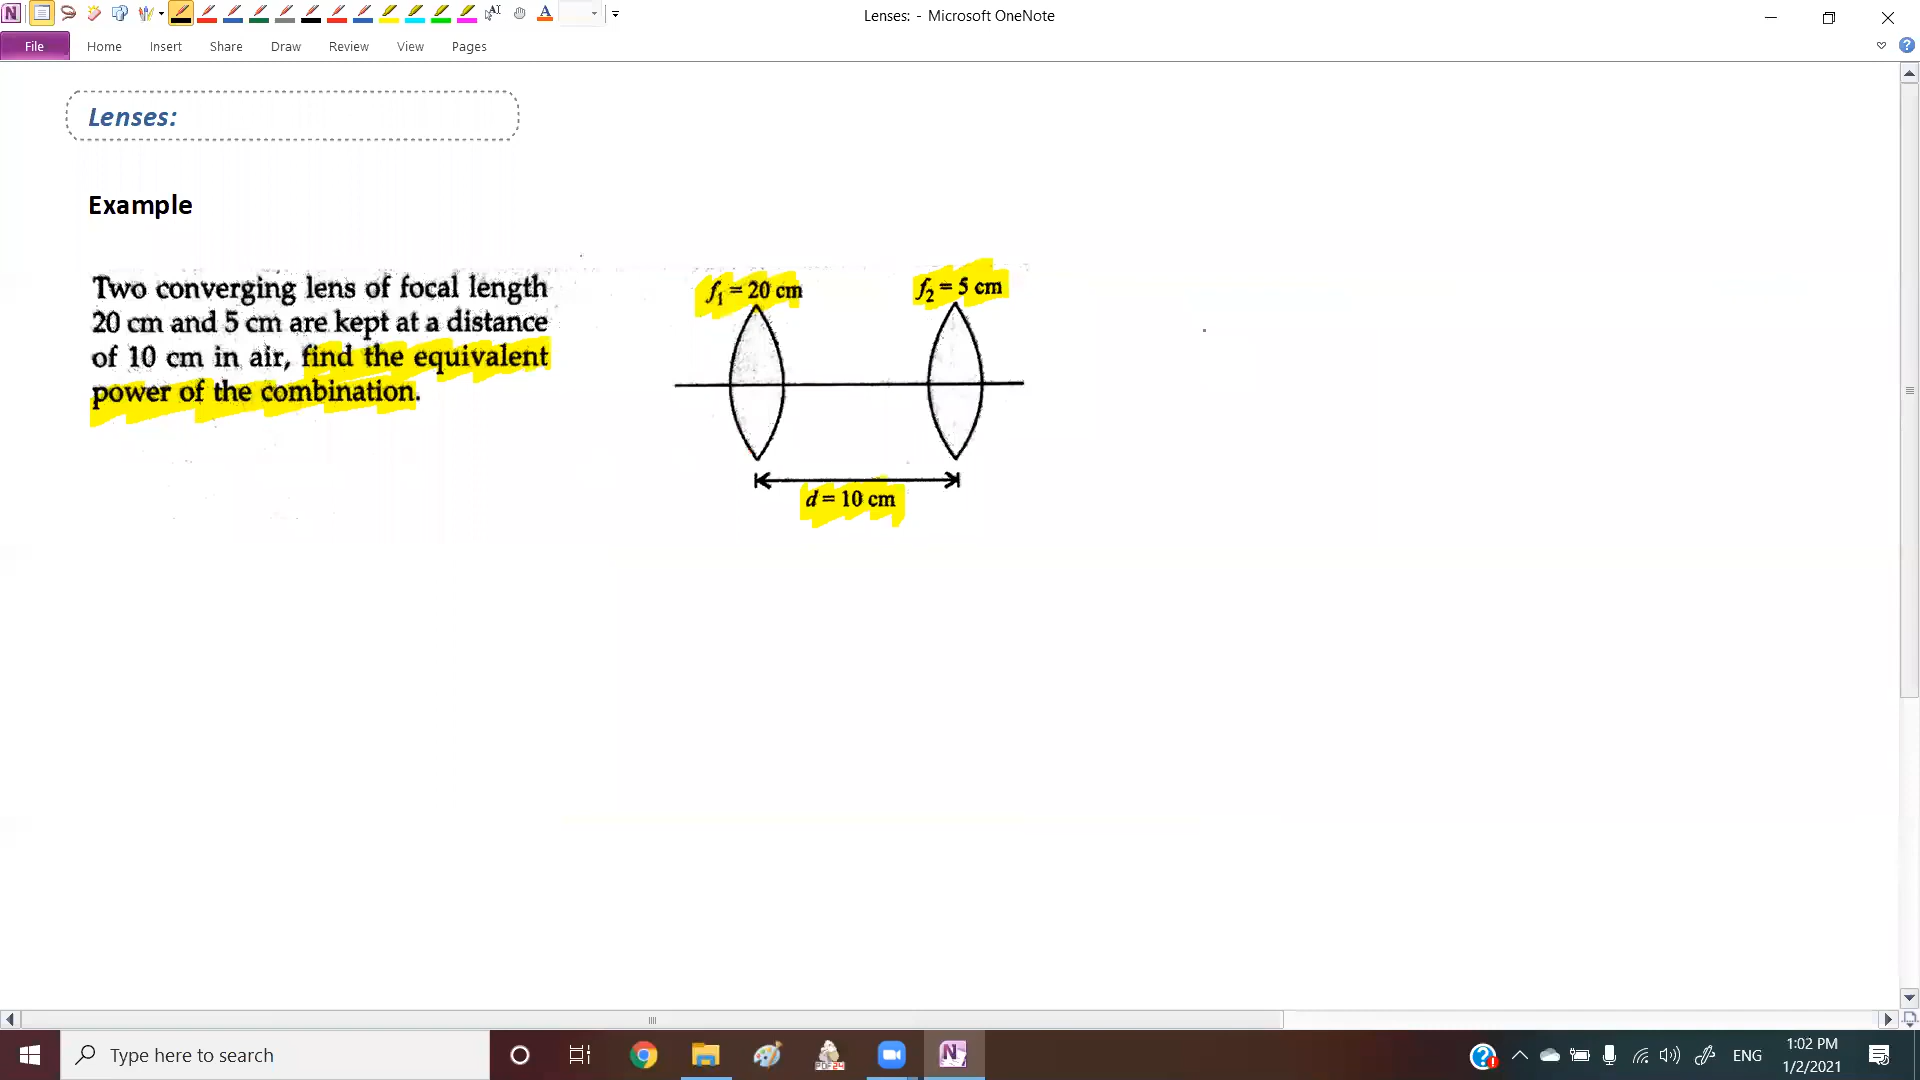 Lenses: - Microsoft OneNote
File Home Insert Share Draw Review View Pages
Lenses:
Example
Two converging lens of focal length
20 cm and 5 cm are kept at a distance
of 10 cm in air, find the equivalent
power of the combination.
f₁ = 20 cm
f₂ = 5 cm
d = 10 cm
Type here to search
PDF24
ENG
1:02 PM
1/2/2021